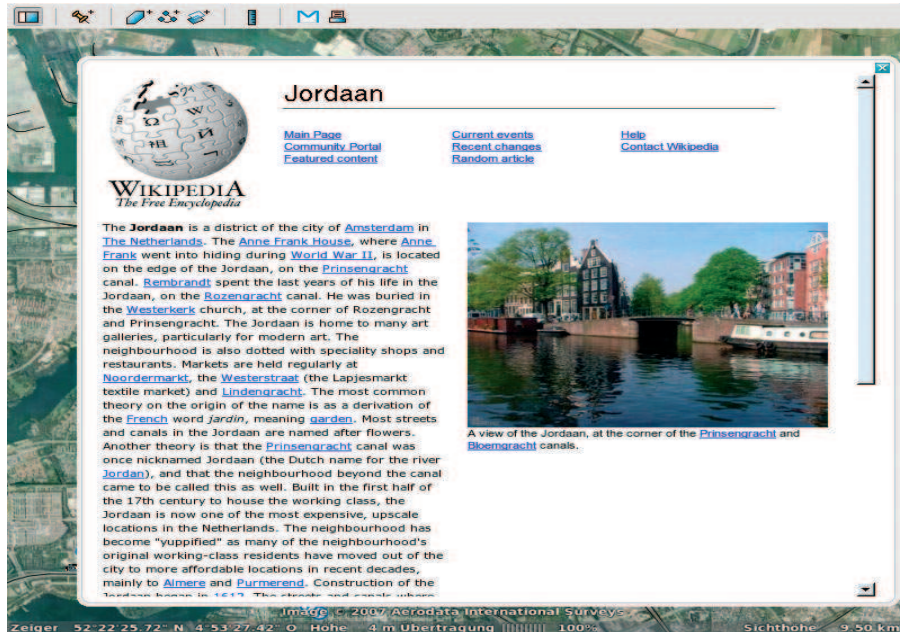 Jordaan
Main Page
Current events
Help
Community Portal
Recent changes
Contact Wikipedia
Featured content
Random article
WIKIPEDIA
The Free Encyclopedia
The Jordaan is a district of the city of Amsterdam in
The Netherlands. The Anne Frank House, where Anne
Frank went into hiding during World War II, is located
on the edge of the Jordaan, on the Prinsengracht
canal. Rembrandt spent the last years of his life in the
Jordaan, on the Rozengracht canal. He was buried in
the Westerkerk church, at the corner of Rozengracht
and Prinsengracht. The Jordaan is home to many art
galleries, particularly for modern art. The
neighbourhood is also dotted with speciality shops and
restaurants. Markets are held regularly at
Noordermarkt, the Westerstraat (the Lapjesmarkt
textile market) and Lindengracht. The most common
theory on the origin of the name is as a derivation of
the French word jardin, meaning garden. Most streets
and canals in the Jordaan are named after flowers.
Another theory is that the Prinsengracht canal was
once nicknamed Jordaan (the Dutch name for the river
Jordan), and that the neighbourhood beyond the canal
came to be called this as well. Built in the first half of
the 17th century to house the working class, the
Jordaan is now one of the most expensive, upscale
locations in the Netherlands. The neighbourhood has
become "yuppified" as many of the neighbourhood's
original working-class residents have moved out of the
city to more affordable locations in recent decades,
mainly to Almere and Purmerend. Construction of the
Jordaan began in 1612. The streets and canals where
A view of the Jordaan, at the corner of the Prinsengracht and
Bloemgracht canals.
Image © 2007 Aerodata International Surveys
Zeiger 52°22'25.72" N 4°53'27.42" O Höhe 4 m Übertragung 100% Sichthöhe 9.50 km